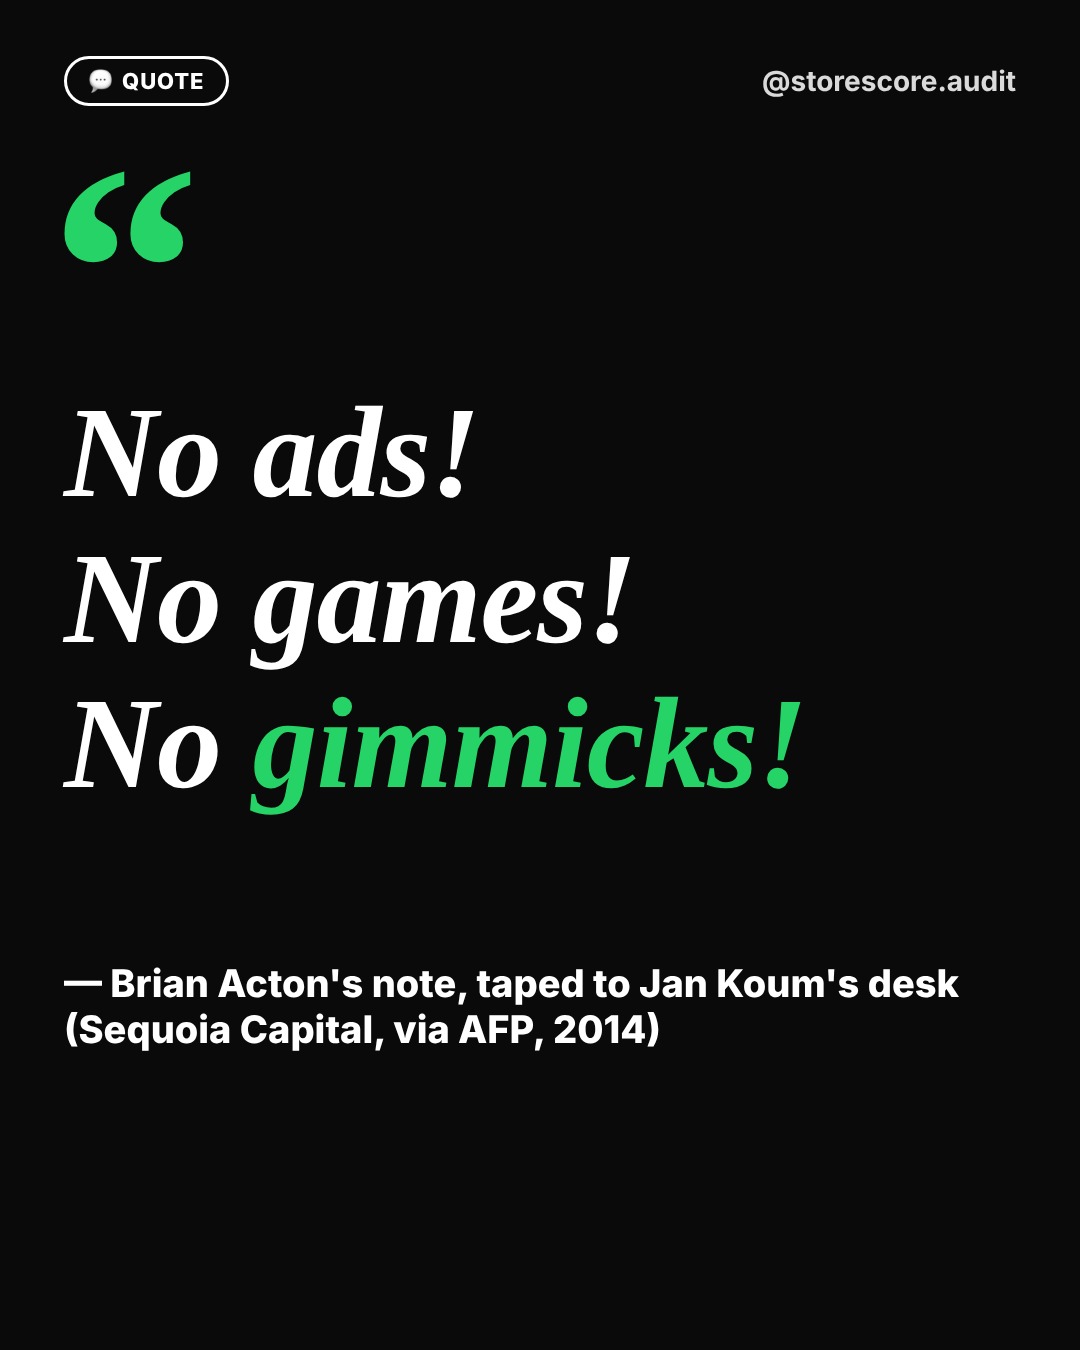 💬 QUOTE
@storescore.audit
“
No ads!
No games!
No gimmicks!
— Brian Acton's note, taped to Jan Koum's desk
(Sequoia Capital, via AFP, 2014)